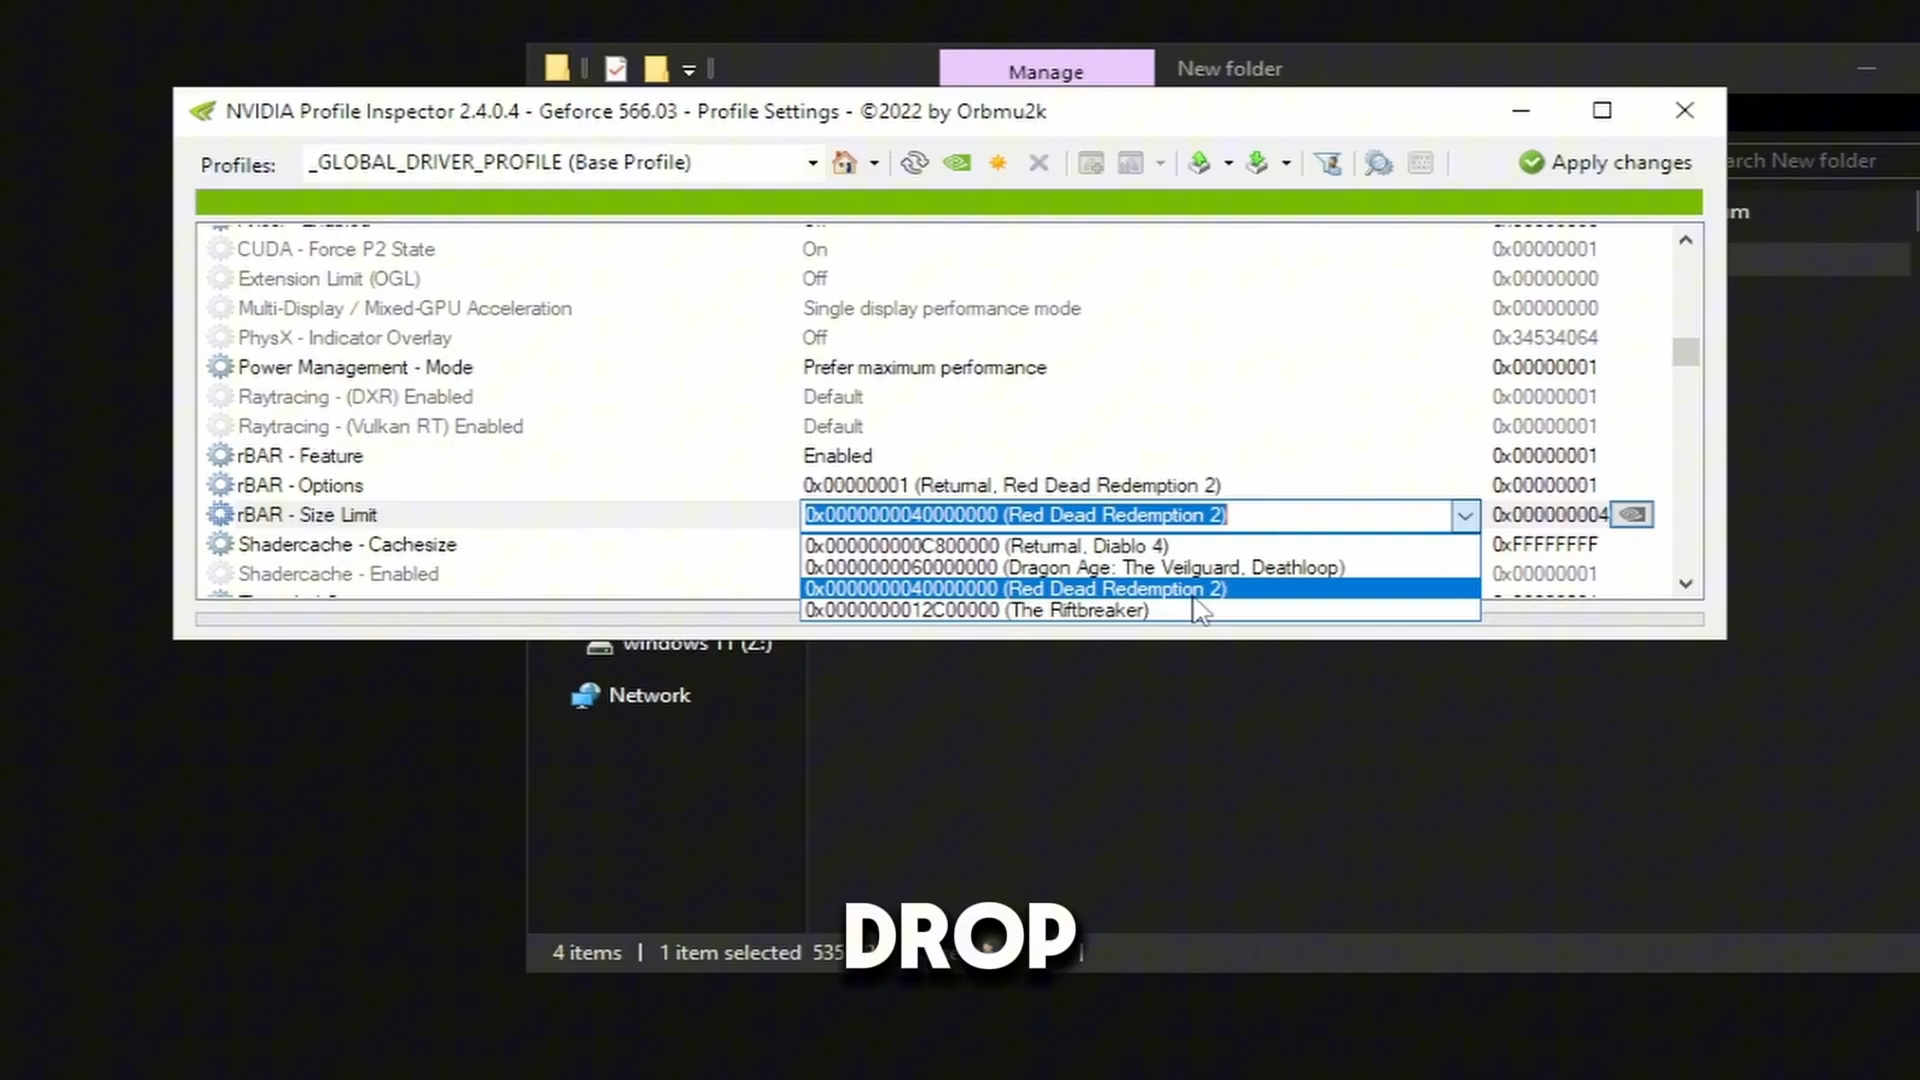 Manage
New folder
NVIDIA Profile Inspector 2.4.0.4 - Geforce 566.03 - Profile Settings - ©2022 by Orbmu2k
Profiles: _GLOBAL_DRIVER_PROFILE (Base Profile) Apply changes
arch New folder
CUDA - Force P2 State On 0x00000001
Extension Limit (OGL) Off 0x00000000
Multi-Display / Mixed-GPU Acceleration Single display performance mode 0x00000000
PhysX - Indicator Overlay Off 0x34534064
Power Management - Mode Prefer maximum performance 0x00000001
Raytracing - (DXR) Enabled Default 0x00000001
Raytracing - (Vulkan RT) Enabled Default 0x00000001
rBAR - Feature Enabled 0x00000001
rBAR - Options 0x00000001 (Returnal, Red Dead Redemption 2) 0x00000001
rBAR - Size Limit 0x0000000040000000 (Red Dead Redemption 2) 0x000000004
Shadercache - Cachesize 0xFFFFFFFF
Shadercache - Enabled 0x00000001
0x000000000C800000 (Returnal, Diablo 4)
0x0000000060000000 (Dragon Age: The Veilguard, Deathloop)
0x0000000040000000 (Red Dead Redemption 2)
0x0000000012C00000 (The Riftbreaker)
windows 11 (Z:)
Network
DROP
4 items 1 item selected 535